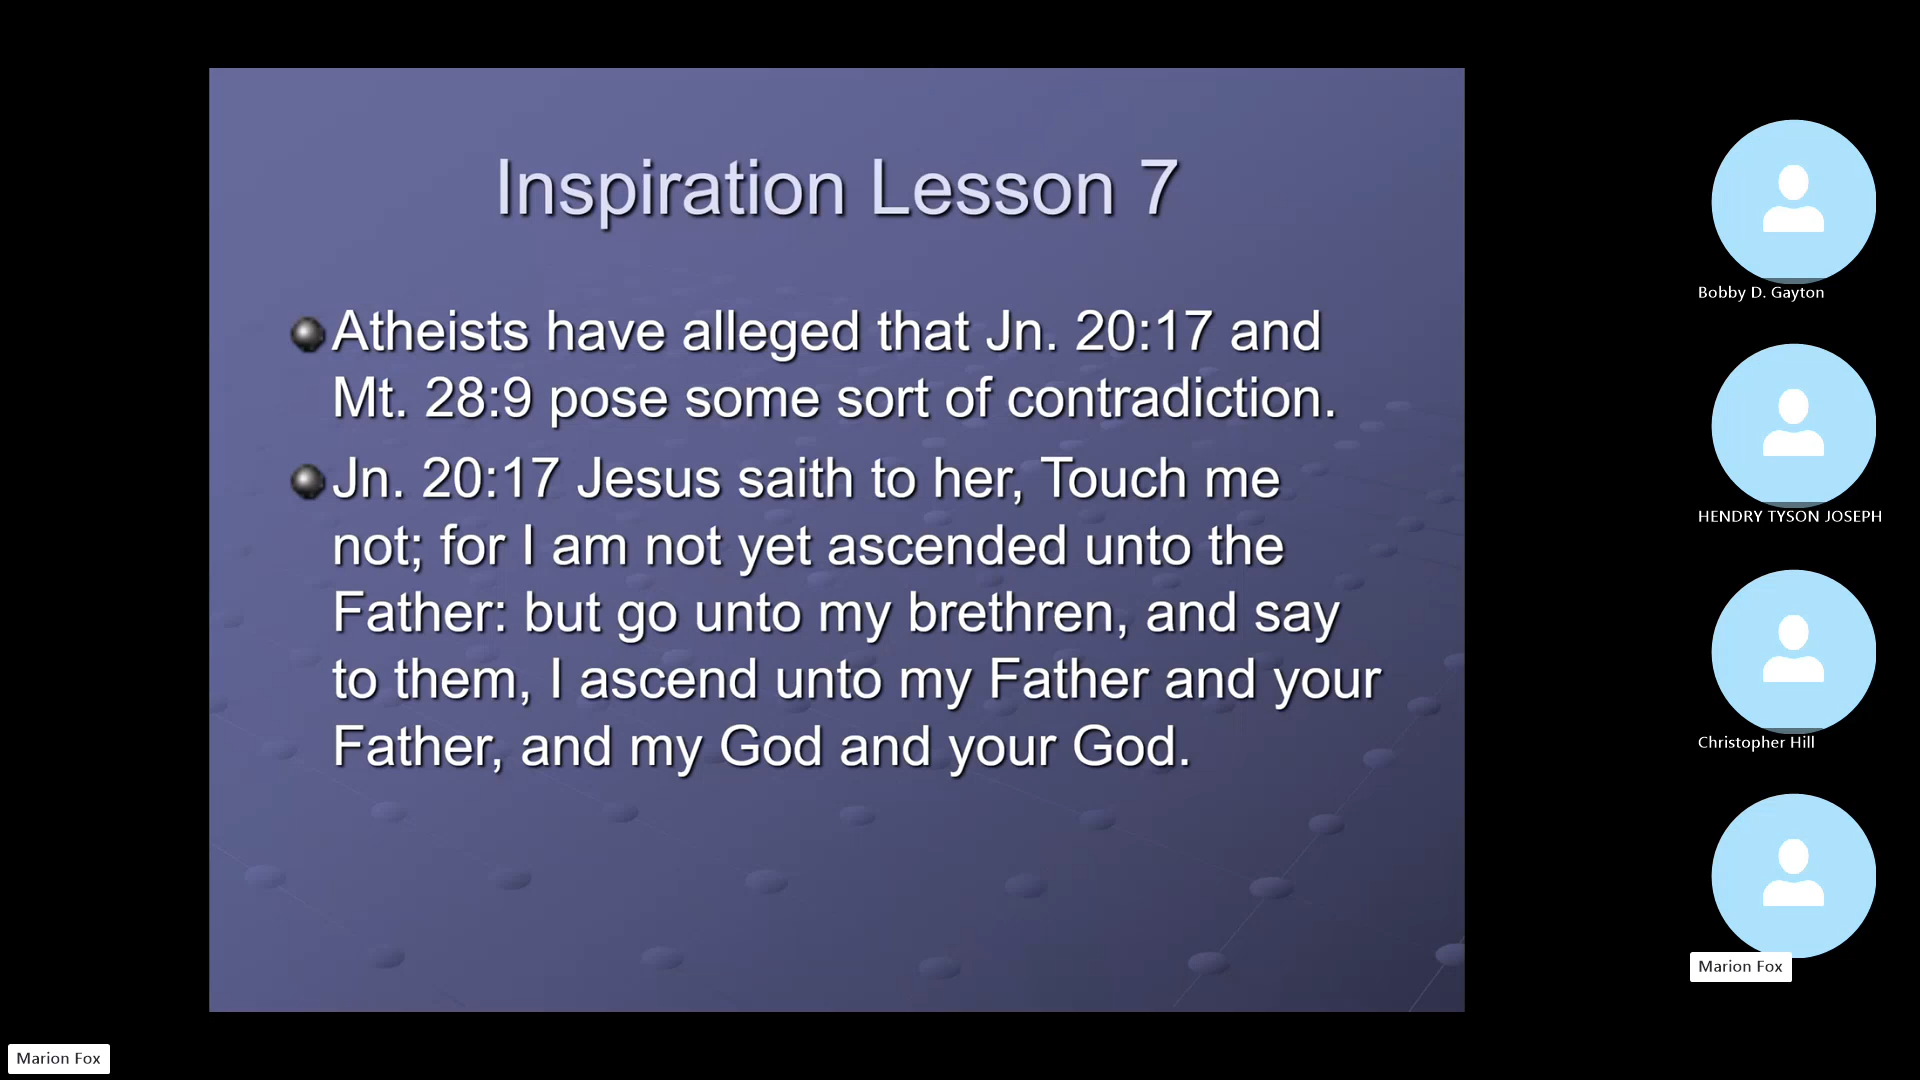 Inspiration Lesson 7
Atheists have alleged that Jn. 20:17 and
Mt. 28:9 pose some sort of contradiction.
Jn. 20:17 Jesus saith to her, Touch me
not; for I am not yet ascended unto the
Father: but go unto my brethren, and say
to them, I ascend unto my Father and your
Father, and my God and your God.
Bobby D. Gayton
HENDRY TYSON JOSEPH
Christopher Hill
Marion Fox
Marion Fox